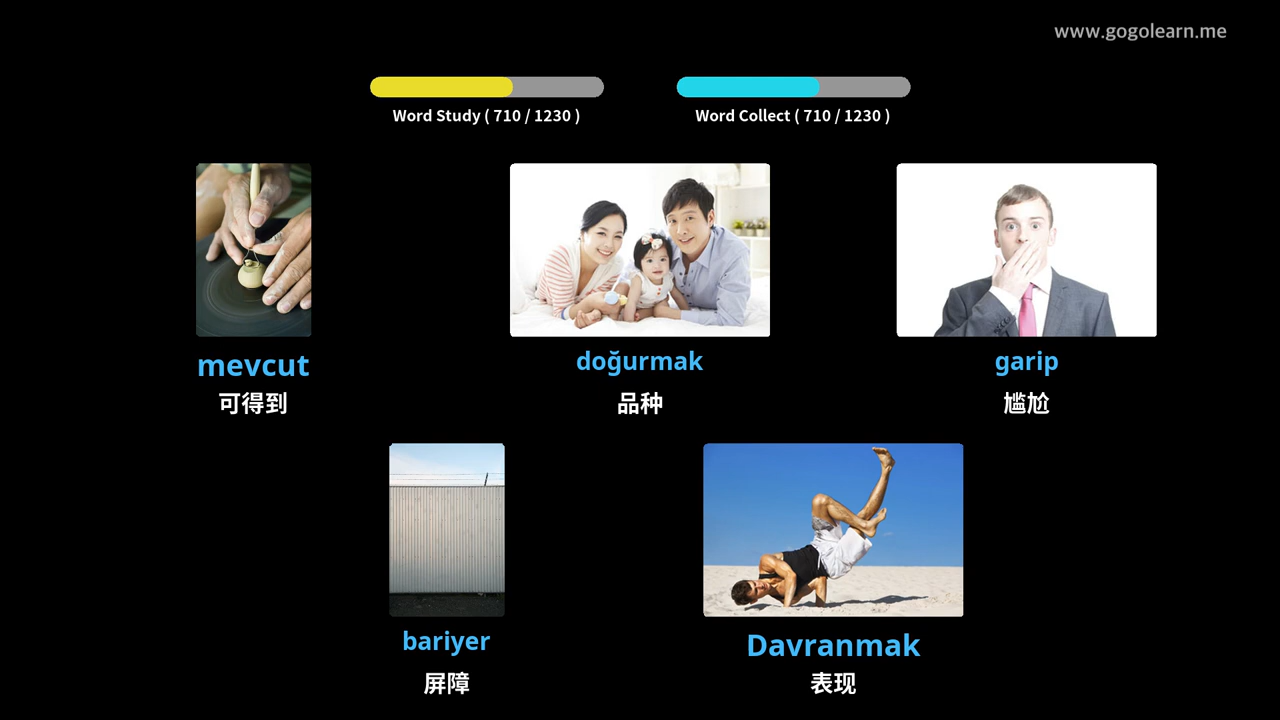 www.gogolearn.me
Word Study ( 710 / 1230 )
Word Collect ( 710 / 1230 )
mevcut
可得到
doğurmak
品种
garip
尴尬
bariyer
屏障
Davranmak
表现